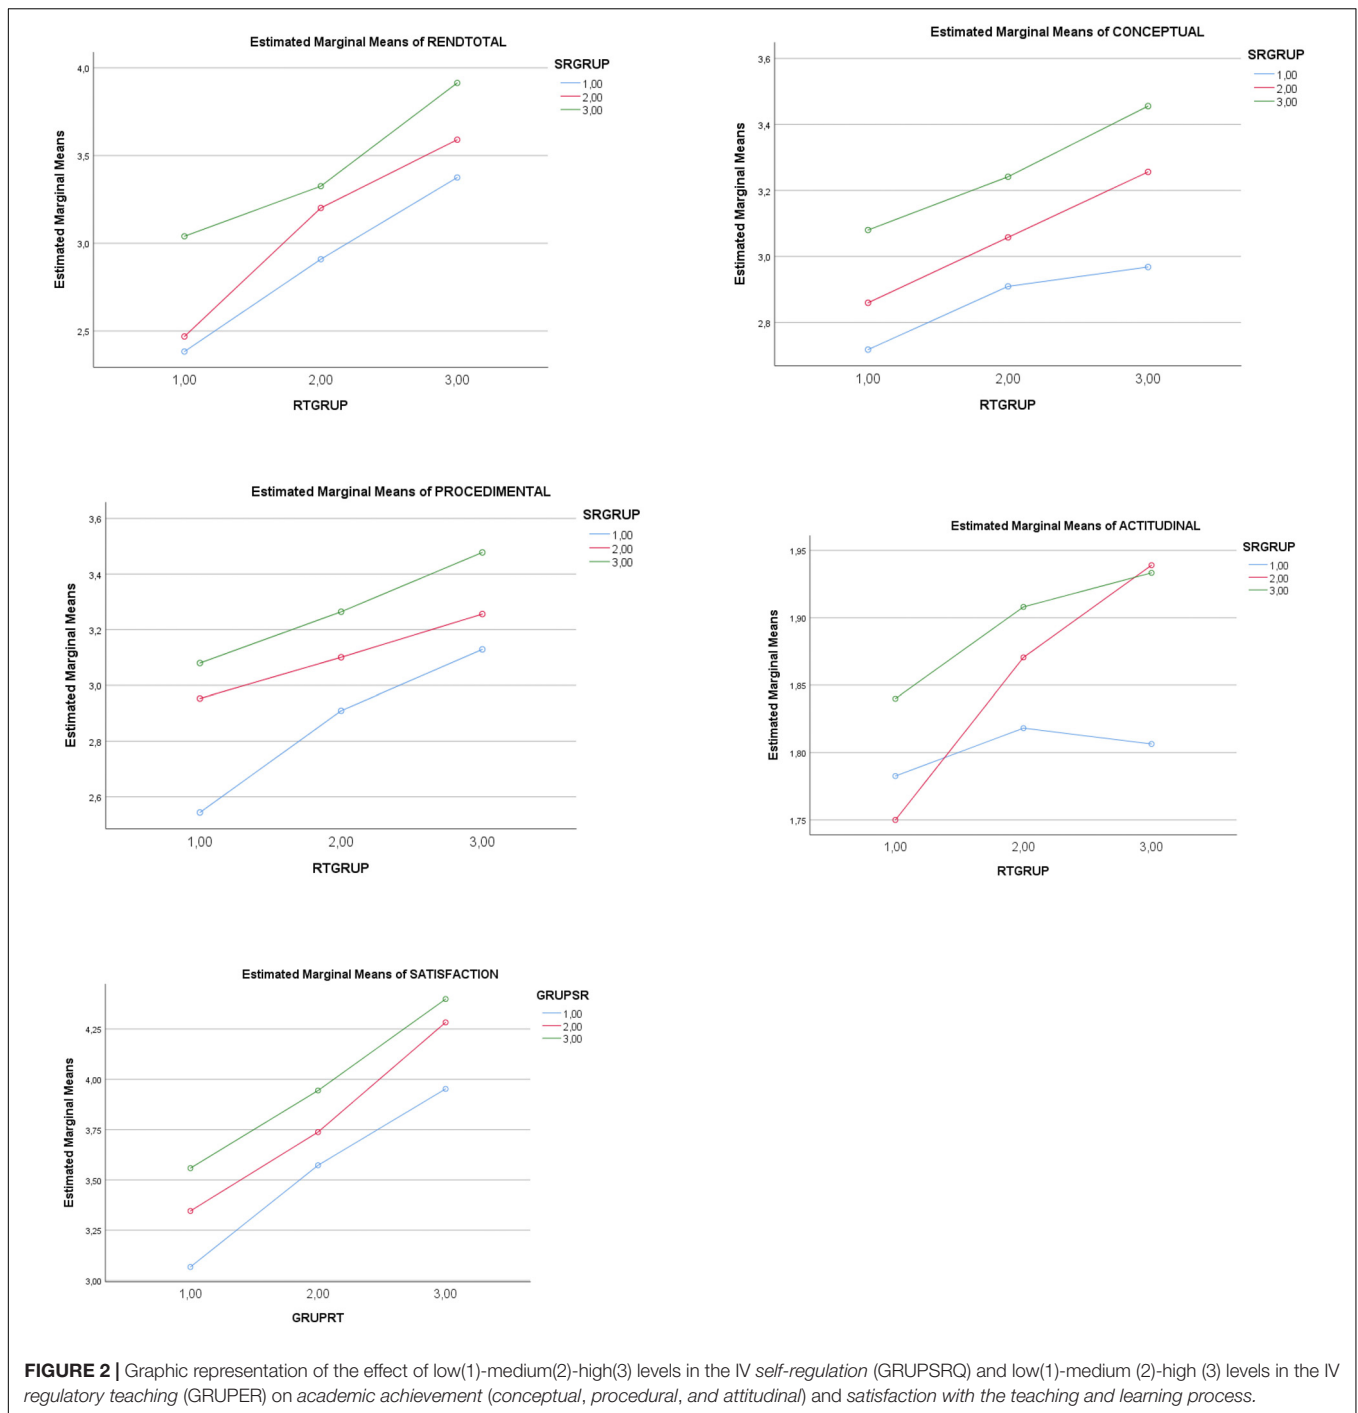 Estimated Marginal Means of RENDTOTAL
SRGRUP
1,00
2,00
3,00
Estimated Marginal Means
4,0
3,5
3,0
2,5
1,00 2,00 3,00
RTGRUP
Estimated Marginal Means of CONCEPTUAL
SRGRUP
1,00
2,00
3,00
Estimated Marginal Means
3,6
3,4
3,2
3,0
2,8
1,00 2,00 3,00
RTGRUP
Estimated Marginal Means of PROCEDIMENTAL
SRGRUP
1,00
2,00
3,00
Estimated Marginal Means
3,6
3,4
3,2
3,0
2,8
2,6
1,00 2,00 3,00
RTGRUP
Estimated Marginal Means of ACTITUDINAL
SRGRUP
1,00
2,00
3,00
Estimated Marginal Means
1,95
1,90
1,85
1,80
1,75
1,00 2,00 3,00
RTGRUP
Estimated Marginal Means of SATISFACTION
GRUPSR
1,00
2,00
3,00
Estimated Marginal Means
4,25
4,00
3,75
3,50
3,25
3,00
1,00 2,00 3,00
GRUPRT
FIGURE 2 | Graphic representation of the effect of low(1)-medium(2)-high(3) levels in the IV self-regulation (GRUPSRQ) and low(1)-medium (2)-high (3) levels in the IV
regulatory teaching (GRUPER) on academic achievement (conceptual, procedural, and attitudinal) and satisfaction with the teaching and learning process.